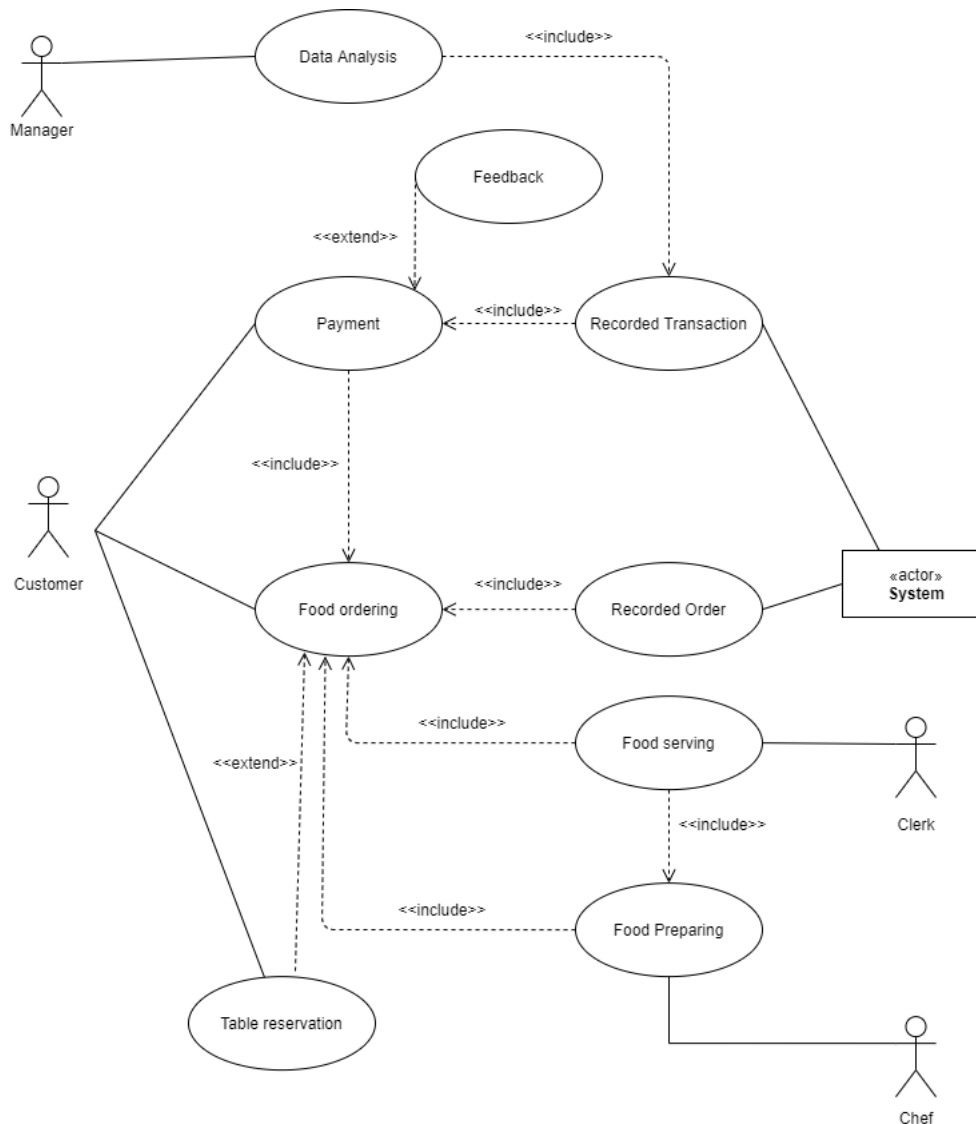 <<include>>
Data Analysis
Manager
Feedback
<<extend>>
<<include>>
Payment
Recorded Transaction
<<include>>
Customer
«actor»
System
<<include>>
Food ordering
Recorded Order
<<include>>
Food serving
<<extend>>
Clerk
<<include>>
<<include>>
Food Preparing
Table reservation
Chef